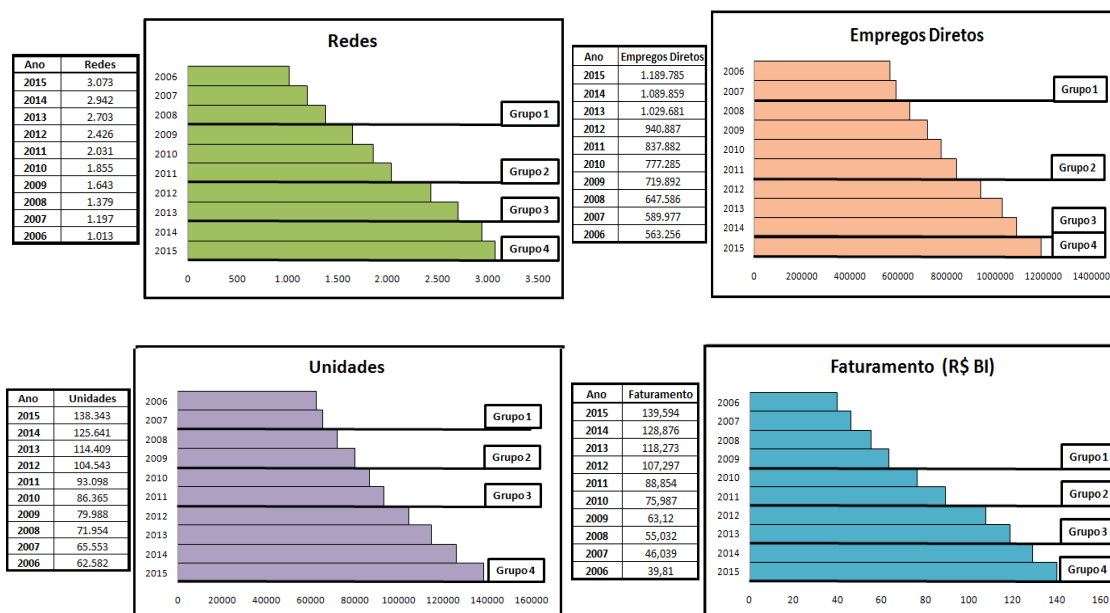 Ano Redes
2015 3.073
2014 2.942
2013 2.703
2012 2.426
2011 2.031
2010 1.855
2009 1.643
2008 1.379
2007 1.197
2006 1.013
Redes
2006
2007
2008
2009
2010
2011
2012
2013
2014
2015
Grupo 1
Grupo 2
Grupo 3
Grupo 4
0 500 1.000 1.500 2.000 2.500 3.000 3.500
Ano Empregos Diretos
2015 1.189.785
2014 1.089.859
2013 1.029.681
2012 940.887
2011 837.882
2010 777.285
2009 719.892
2008 647.586
2007 589.977
2006 563.256
Empregos Diretos
2006
2007
2008
2009
2010
2011
2012
2013
2014
2015
Grupo 1
Grupo 2
Grupo 3
Grupo 4
0 200000 400000 600000 800000 1000000 1200000 1400000
Ano Unidades
2015 138.343
2014 125.641
2013 114.409
2012 104.543
2011 93.098
2010 86.365
2009 79.988
2008 71.954
2007 65.553
2006 62.582
Unidades
2006
2007
2008
2009
2010
2011
2012
2013
2014
2015
Grupo 1
Grupo 2
Grupo 3
Grupo 4
0 20000 40000 60000 80000 100000 120000 140000 160000
Ano Faturamento
2015 139,594
2014 128,876
2013 118,273
2012 107,297
2011 88,854
2010 75,987
2009 63,12
2008 55,032
2007 46,039
2006 39,81
Faturamento (R$ BI)
2006
2007
2008
2009
2010
2011
2012
2013
2014
2015
Grupo 1
Grupo 2
Grupo 3
Grupo 4
0 20 40 60 80 100 120 140 160